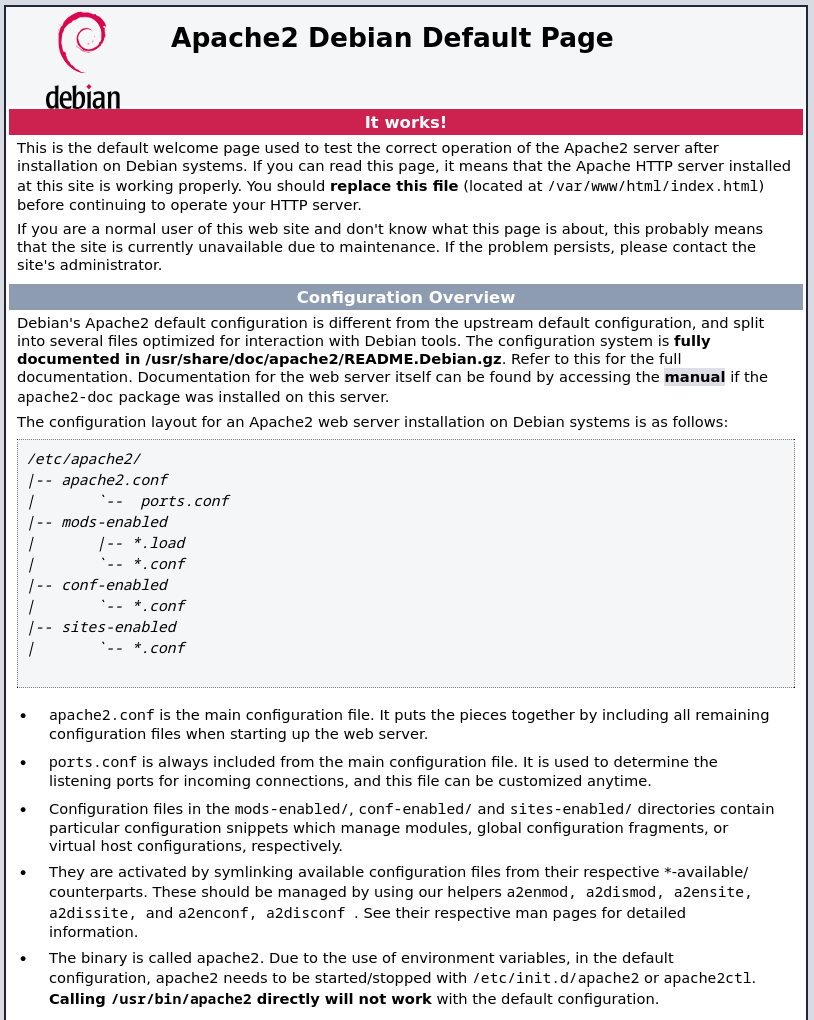 debian
Apache2 Debian Default Page
It works!
This is the default welcome page used to test the correct operation of the Apache2 server after
installation on Debian systems. If you can read this page, it means that the Apache HTTP server installed
at this site is working properly. You should replace this file (located at /var/www/html/index.html)
before continuing to operate your HTTP server.
If you are a normal user of this web site and don't know what this page is about, this probably means
that the site is currently unavailable due to maintenance. If the problem persists, please contact the
site's administrator.
Configuration Overview
Debian's Apache2 default configuration is different from the upstream default configuration, and split
into several files optimized for interaction with Debian tools. The configuration system is fully
documented in /usr/share/doc/apache2/README.Debian.gz. Refer to this for the full
documentation. Documentation for the web server itself can be found by accessing the manual if the
apache2-doc package was installed on this server.
The configuration layout for an Apache2 web server installation on Debian systems is as follows:
/etc/apache2/
|-- apache2.conf
|       `--  ports.conf
|-- mods-enabled
|       |-- *.load
|       `-- *.conf
|-- conf-enabled
|       `-- *.conf
|-- sites-enabled
|       `-- *.conf
• apache2.conf is the main configuration file. It puts the pieces together by including all remaining
configuration files when starting up the web server.
• ports.conf is always included from the main configuration file. It is used to determine the
listening ports for incoming connections, and this file can be customized anytime.
• Configuration files in the mods-enabled/, conf-enabled/ and sites-enabled/ directories contain
particular configuration snippets which manage modules, global configuration fragments, or
virtual host configurations, respectively.
• They are activated by symlinking available configuration files from their respective *-available/
counterparts. These should be managed by using our helpers a2enmod, a2dismod, a2ensite,
a2dissite, and a2enconf, a2disconf . See their respective man pages for detailed
information.
• The binary is called apache2. Due to the use of environment variables, in the default
configuration, apache2 needs to be started/stopped with /etc/init.d/apache2 or apache2ctl.
Calling /usr/bin/apache2 directly will not work with the default configuration.